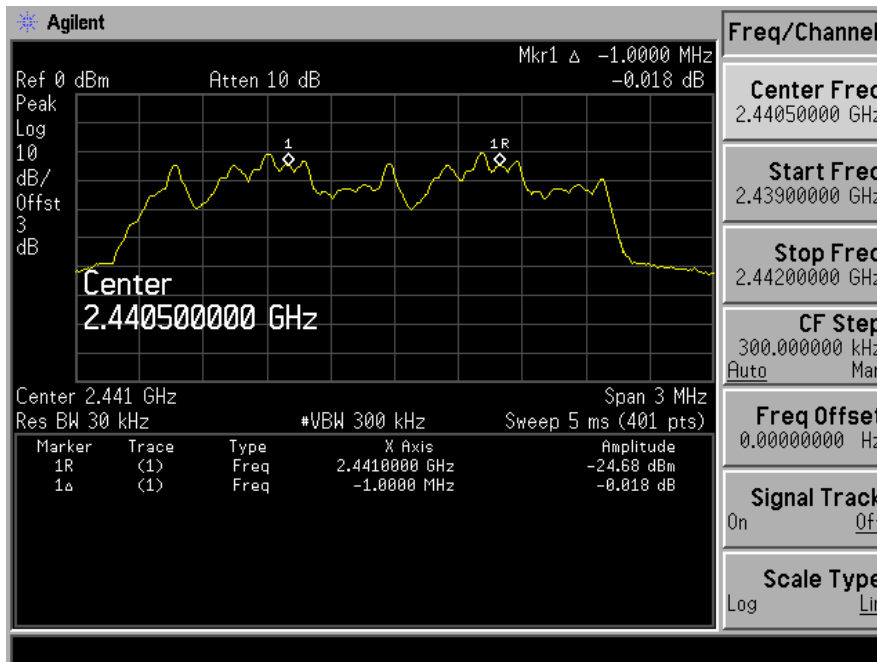 Agilent
Freq/Channel
Mkr1 Δ -1.0000 MHz
Ref 0 dBm Atten 10 dB -0.018 dB
Peak
Log
10
dB/
Offst
3
dB
1
1R
Center
2.440500000 GHz
Center 2.441 GHz Span 3 MHz
Res BW 30 kHz #VBW 300 kHz Sweep 5 ms (401 pts)
Marker Trace Type X Axis Amplitude
1R (1) Freq 2.4410000 GHz -24.68 dBm
1Δ (1) Freq -1.0000 MHz -0.018 dB
Center Freq
2.44050000 GHz
Start Freq
2.43900000 GHz
Stop Freq
2.44200000 GHz
CF Step
300.000000 kHz
Auto Man
Freq Offset
0.00000000 Hz
Signal Track
On Off
Scale Type
Log Lin